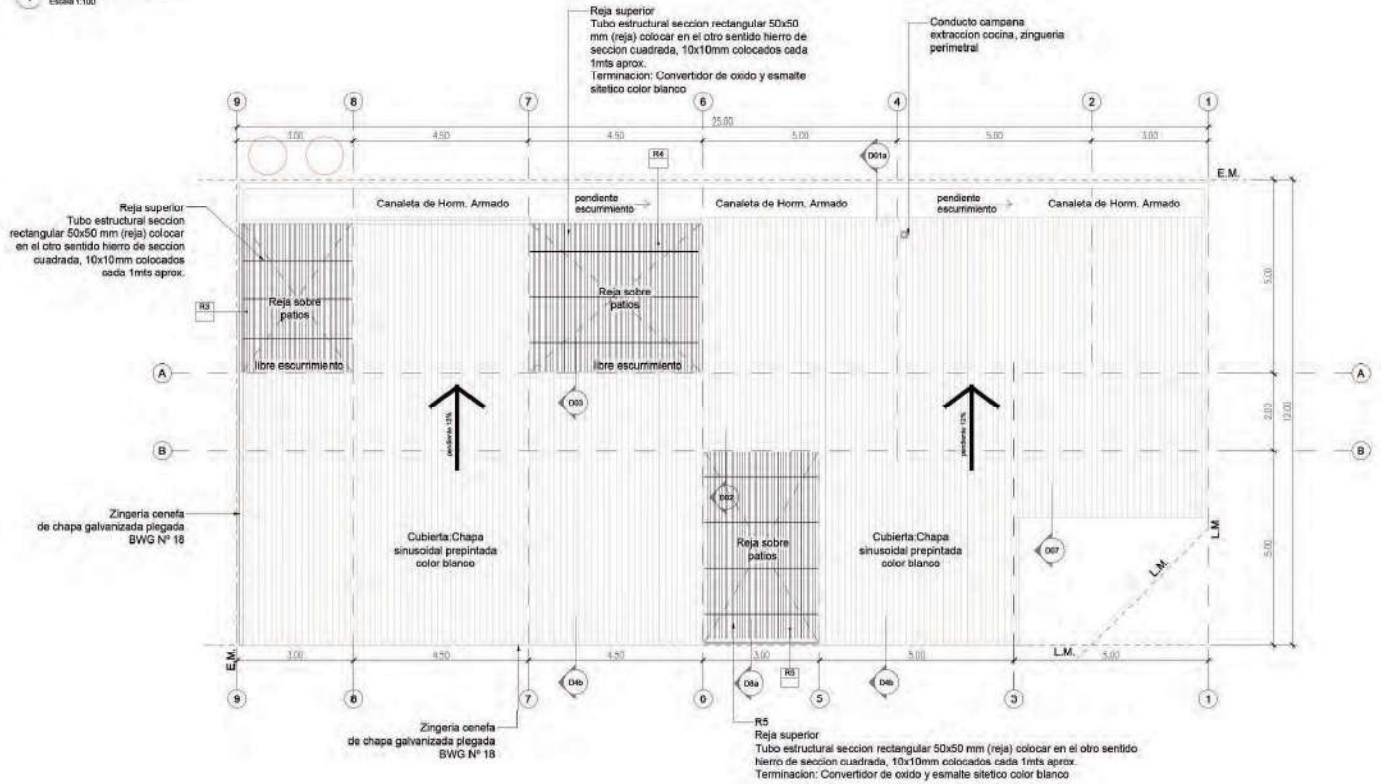 Escala 1:100
Reja superior
Tubo estructural seccion rectangular 50x50
mm (reja) colocar en el otro sentido hierro de
seccion cuadrada, 10x10mm colocados cada
1mts aprox.
Terminacion: Convertidor de oxido y esmalte
sitetico color blanco
Conducto campana
extraccion cocina, zingueria
perimetral
9
8
7
6
4
2
1
25.00
3.00
4.50
4.50
5.00
5.00
3.00
R4
D01a
E.M.
Canaleta de Horm. Armado
pendiente
escurrimiento
Canaleta de Horm. Armado
pendiente
escurrimiento
Canaleta de Horm. Armado
Reja superior
Tubo estructural seccion
rectangular 50x50 mm (reja) colocar
en el otro sentido hierro de seccion
cuadrada, 10x10mm colocados
cada 1mts aprox.
R3
Reja sobre
patios
libre escurrimiento
Reja sobre
patios
libre escurrimiento
5.00
A
A
D03
pendiente 12%
pendiente 12%
2.00
12.00
B
B
D02
Zingeria cenefa
de chapa galvanizada plegada
BWG Nº 18
Cubierta:Chapa
sinusoidal prepintada
color blanco
Reja sobre
patios
Cubierta:Chapa
sinusoidal prepintada
color blanco
D07
L.M.
L.M.
5.00
E.M.
L.M.
3.00
4.50
4.50
3.00
5.00
5.00
D4b
D8a
R5
D4b
9
8
7
6
5
3
1
Zingeria cenefa
de chapa galvanizada plegada
BWG Nº 18
R5
Reja superior
Tubo estructural seccion rectangular 50x50 mm (reja) colocar en el otro sentido
hierro de seccion cuadrada, 10x10mm colocados cada 1mts aprox.
Terminacion: Convertidor de oxido y esmalte sitetico color blanco